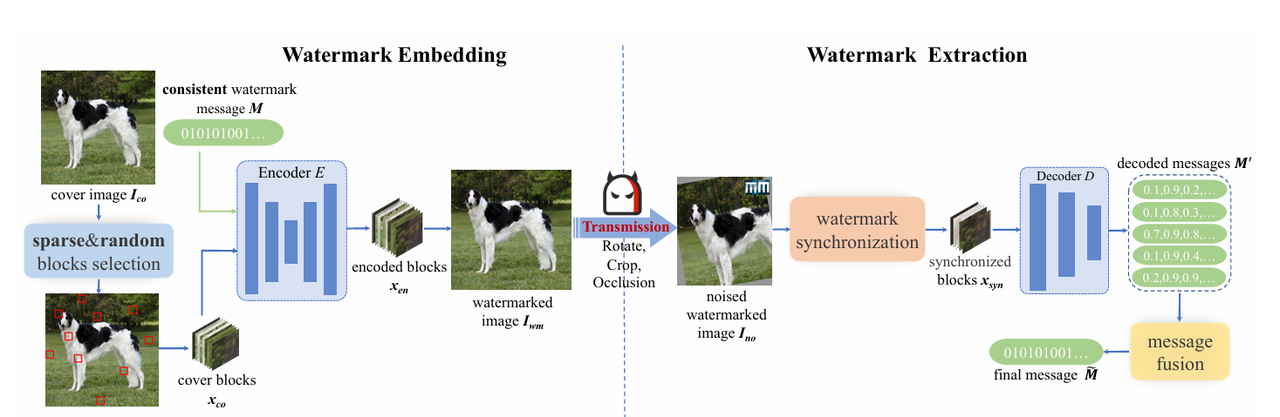 Watermark Embedding
consistent watermark
message M
010101001...
cover image I_co
sparse&random
blocks selection
cover blocks
x_co
Encoder E
encoded blocks
x_en
watermarked
image I_wm
Watermark Extraction
Transmission
Rotate,
Crop,
Occlusion
noised
watermarked
image I_no
watermark
synchronization
synchronized
blocks x_syn
Decoder D
decoded messages M'
0.1,0.9,0.2,...
0.1,0.8,0.3,...
0.7,0.9,0.8,...
0.1,0.9,0.4,...
0.2,0.9,0.9,...
message
fusion
010101001...
final message M̃